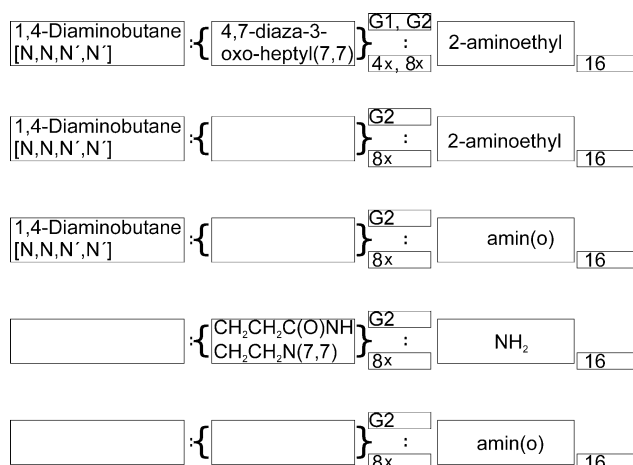 1,4-Diaminobutane
[N,N,N´,N´]
:{
4,7-diaza-3-
oxo-heptyl(7,7)
}
G1, G2
:
4x, 8x
2-aminoethyl
16
1,4-Diaminobutane
[N,N,N´,N´]
:{
}
G2
:
8x
2-aminoethyl
16
1,4-Diaminobutane
[N,N,N´,N´]
:{
}
G2
:
8x
amin(o)
16
:{
CH₂CH₂C(O)NH
CH₂CH₂N(7,7)
}
G2
:
8x
NH₂
16
:{
}
G2
:
8x
amin(o)
16